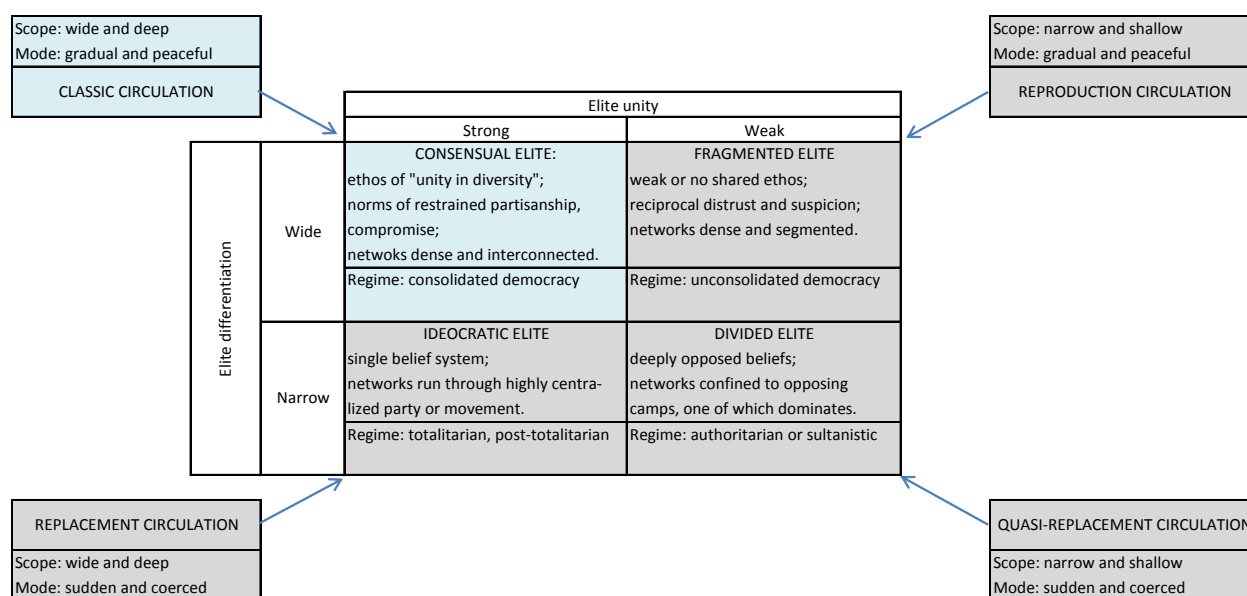 Scope: wide and deep
Mode: gradual and peaceful
CLASSIC CIRCULATION
Scope: narrow and shallow
Mode: gradual and peaceful
REPRODUCTION CIRCULATION
Elite unity
Strong
Weak
Elite differentiation
Wide
CONSENSUAL ELITE:
ethos of "unity in diversity";
norms of restrained partisanship,
compromise;
netwoks dense and interconnected.
Regime: consolidated democracy
FRAGMENTED ELITE
weak or no shared ethos;
reciprocal distrust and suspicion;
networks dense and segmented.
Regime: unconsolidated democracy
Narrow
IDEOCRATIC ELITE
single belief system;
networks run through highly centra-
lized party or movement.
Regime: totalitarian, post-totalitarian
DIVIDED ELITE
deeply opposed beliefs;
networks confined to opposing
camps, one of which dominates.
Regime: authoritarian or sultanistic
REPLACEMENT CIRCULATION
Scope: wide and deep
Mode: sudden and coerced
QUASI-REPLACEMENT CIRCULATION
Scope: narrow and shallow
Mode: sudden and coerced